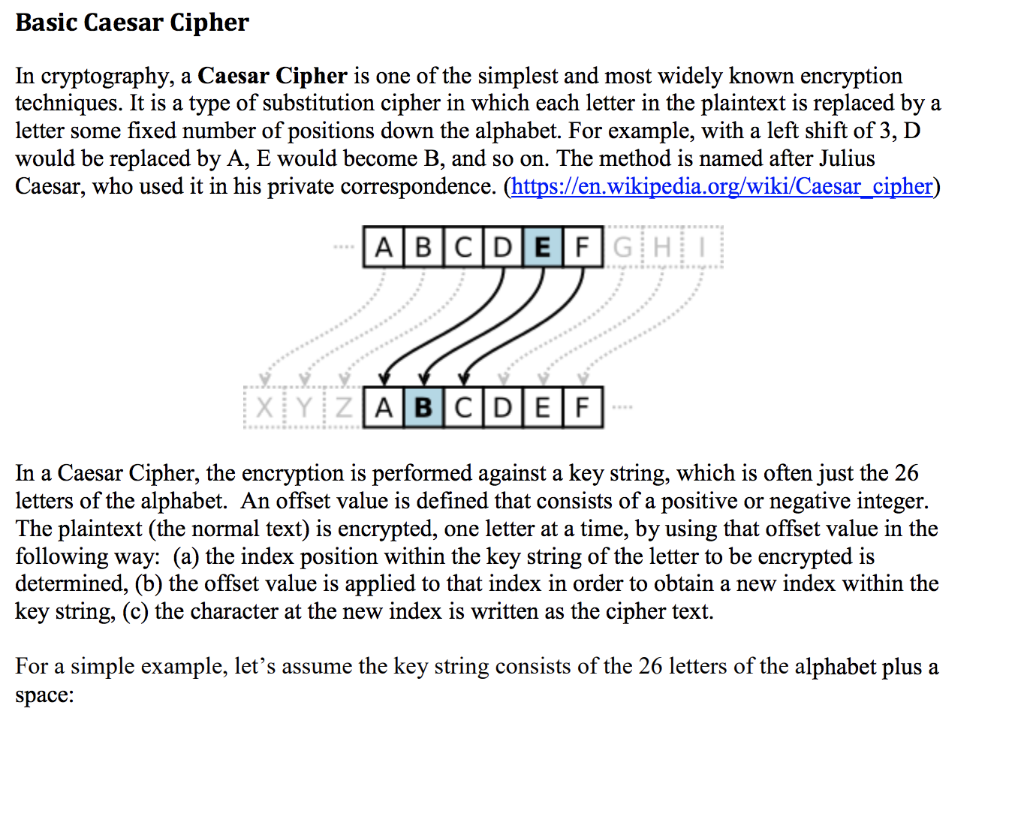 Basic Caesar Cipher
In cryptography, a Caesar Cipher is one of the simplest and most widely known encryption
techniques. It is a type of substitution cipher in which each letter in the plaintext is replaced by a
letter some fixed number of positions down the alphabet. For example, with a left shift of 3, D
would be replaced by A, E would become B, and so on. The method is named after Julius
Caesar, who used it in his private correspondence. (https://en.wikipedia.org/wiki/Caesar_cipher)
.... A B C D E F G H I
X Y Z A B C D E F ....
In a Caesar Cipher, the encryption is performed against a key string, which is often just the 26
letters of the alphabet. An offset value is defined that consists of a positive or negative integer.
The plaintext (the normal text) is encrypted, one letter at a time, by using that offset value in the
following way: (a) the index position within the key string of the letter to be encrypted is
determined, (b) the offset value is applied to that index in order to obtain a new index within the
key string, (c) the character at the new index is written as the cipher text.
For a simple example, let’s assume the key string consists of the 26 letters of the alphabet plus a
space: